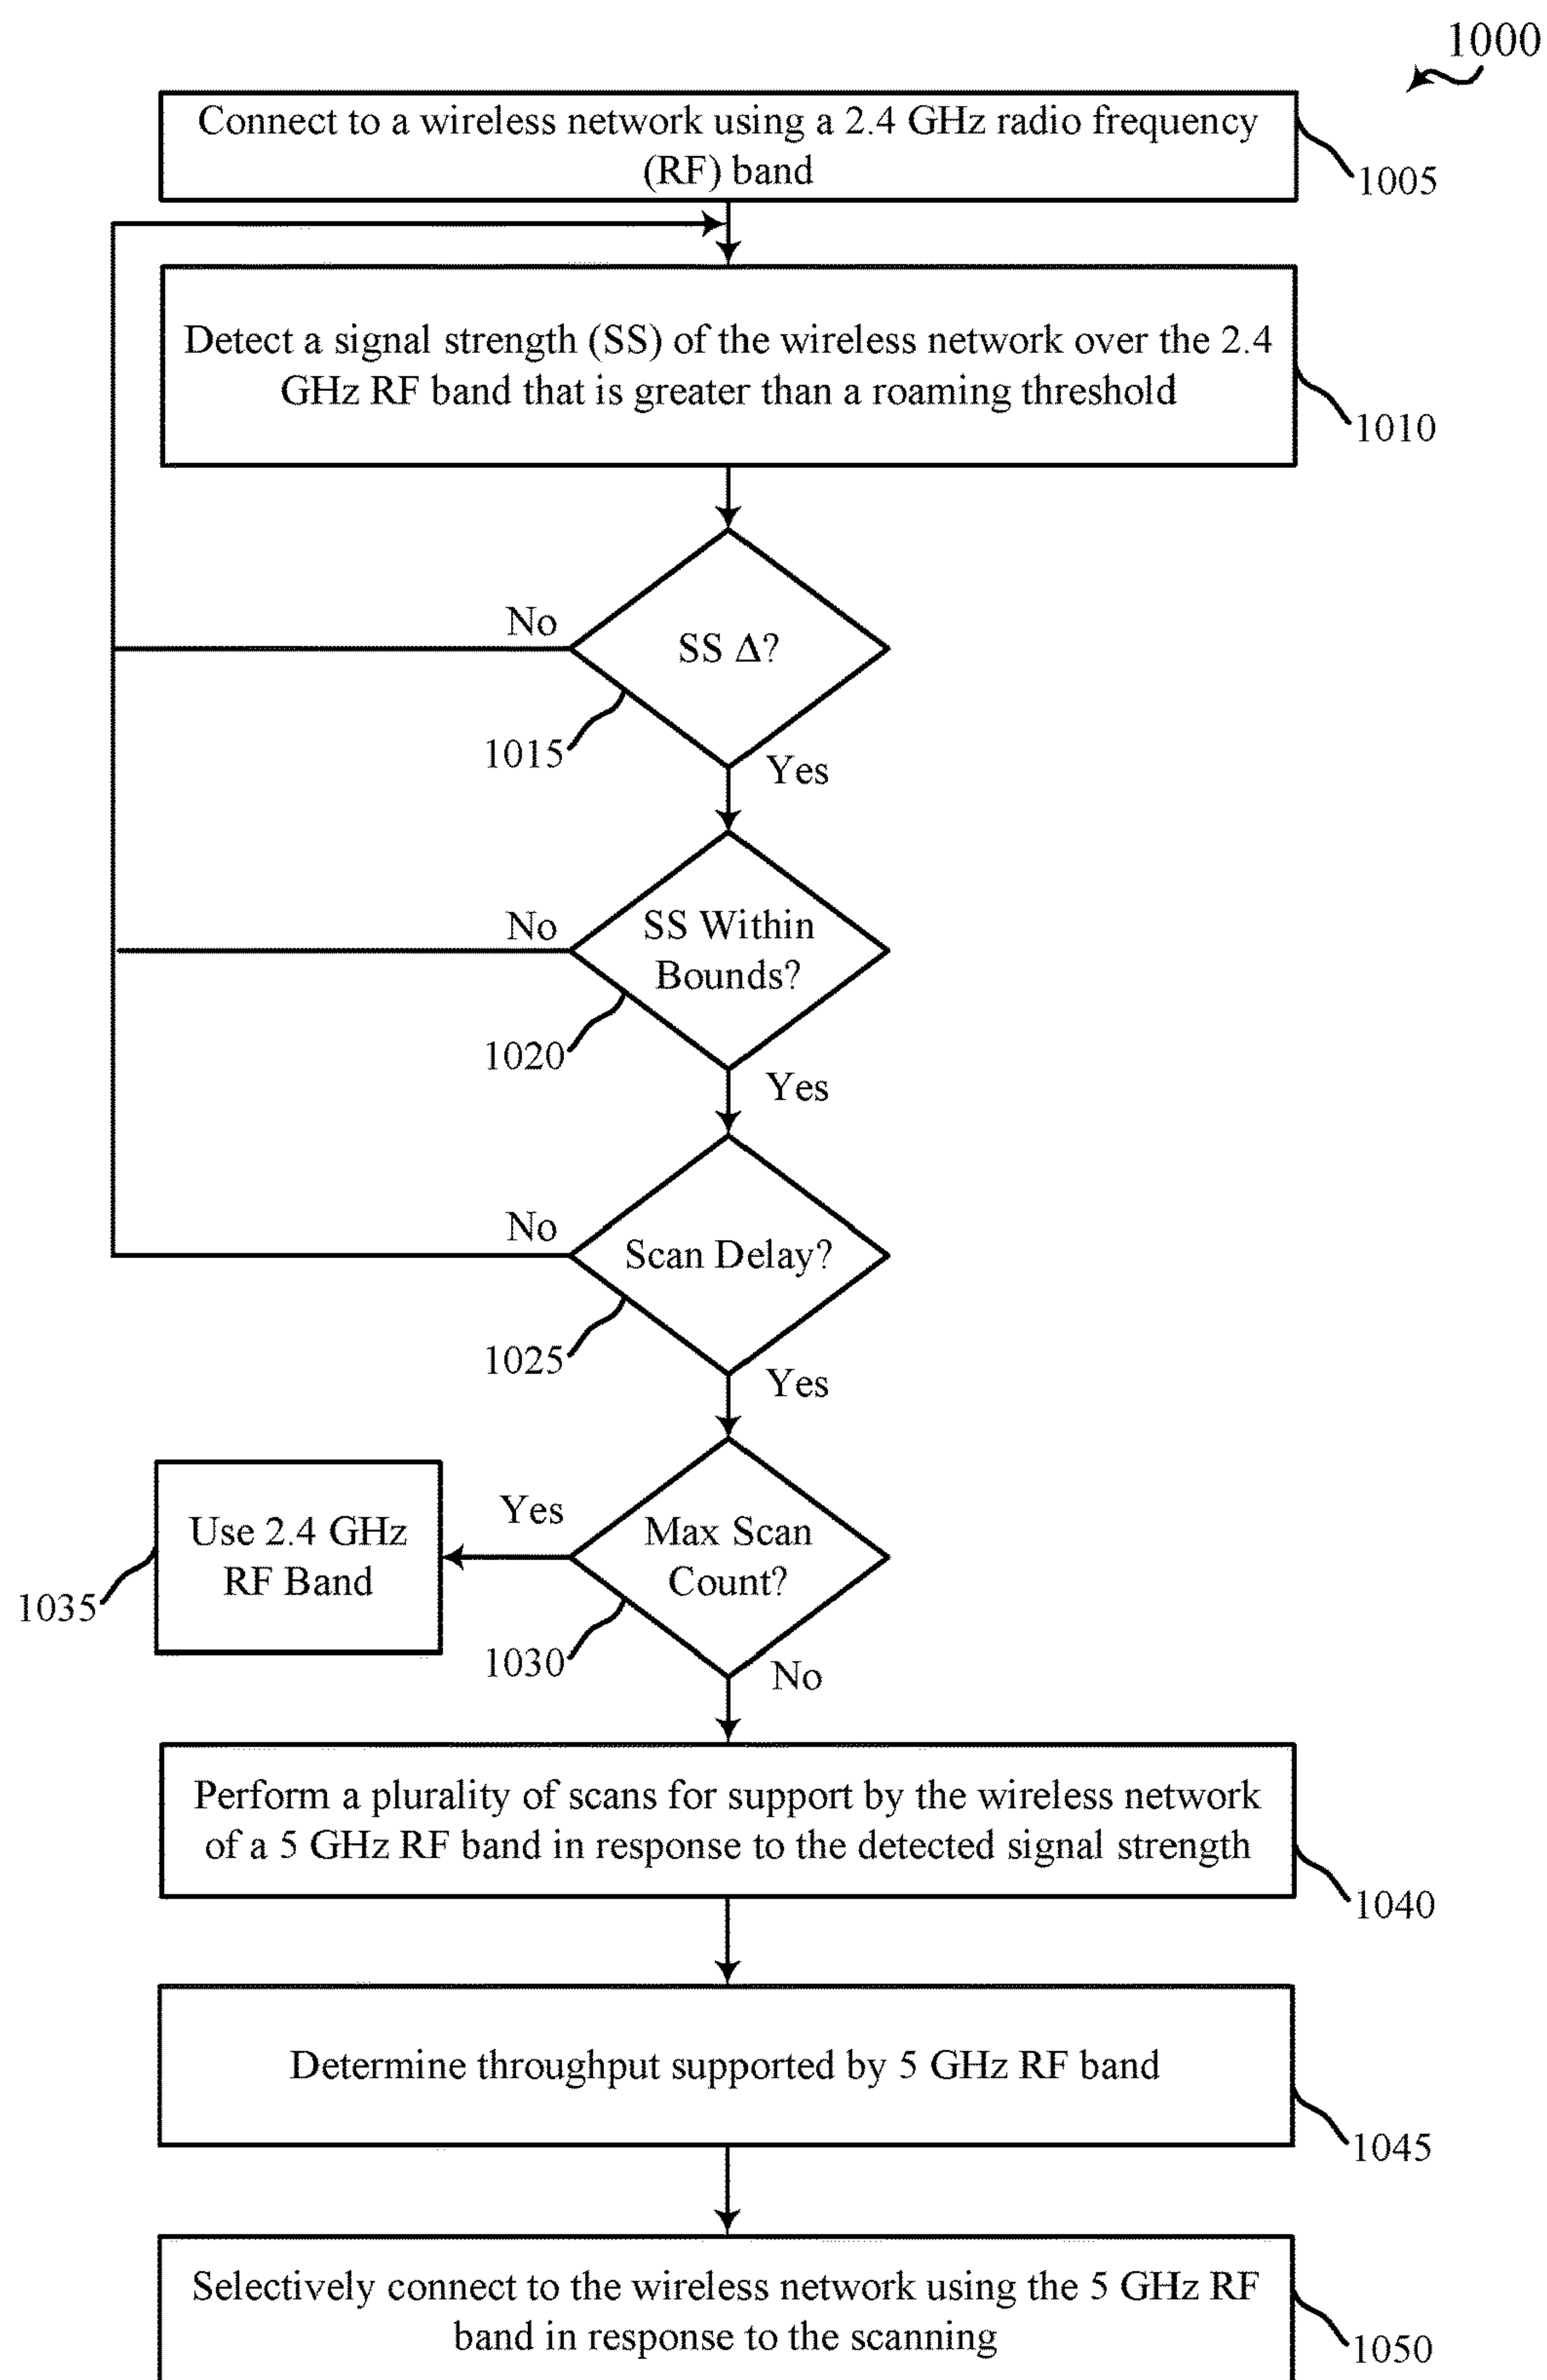 1000
Connect to a wireless network using a 2.4 GHz radio frequency
(RF) band
1005
Detect a signal strength (SS) of the wireless network over the 2.4
GHz RF band that is greater than a roaming threshold
1010
No
SS Δ?
1015
Yes
No
SS Within
Bounds?
1020
Yes
No
Scan Delay?
1025
Yes
Yes
Max Scan
Count?
Use 2.4 GHz
RF Band
1035
1030
No
Perform a plurality of scans for support by the wireless network
of a 5 GHz RF band in response to the detected signal strength
1040
Determine throughput supported by 5 GHz RF band
1045
Selectively connect to the wireless network using the 5 GHz RF
band in response to the scanning
1050